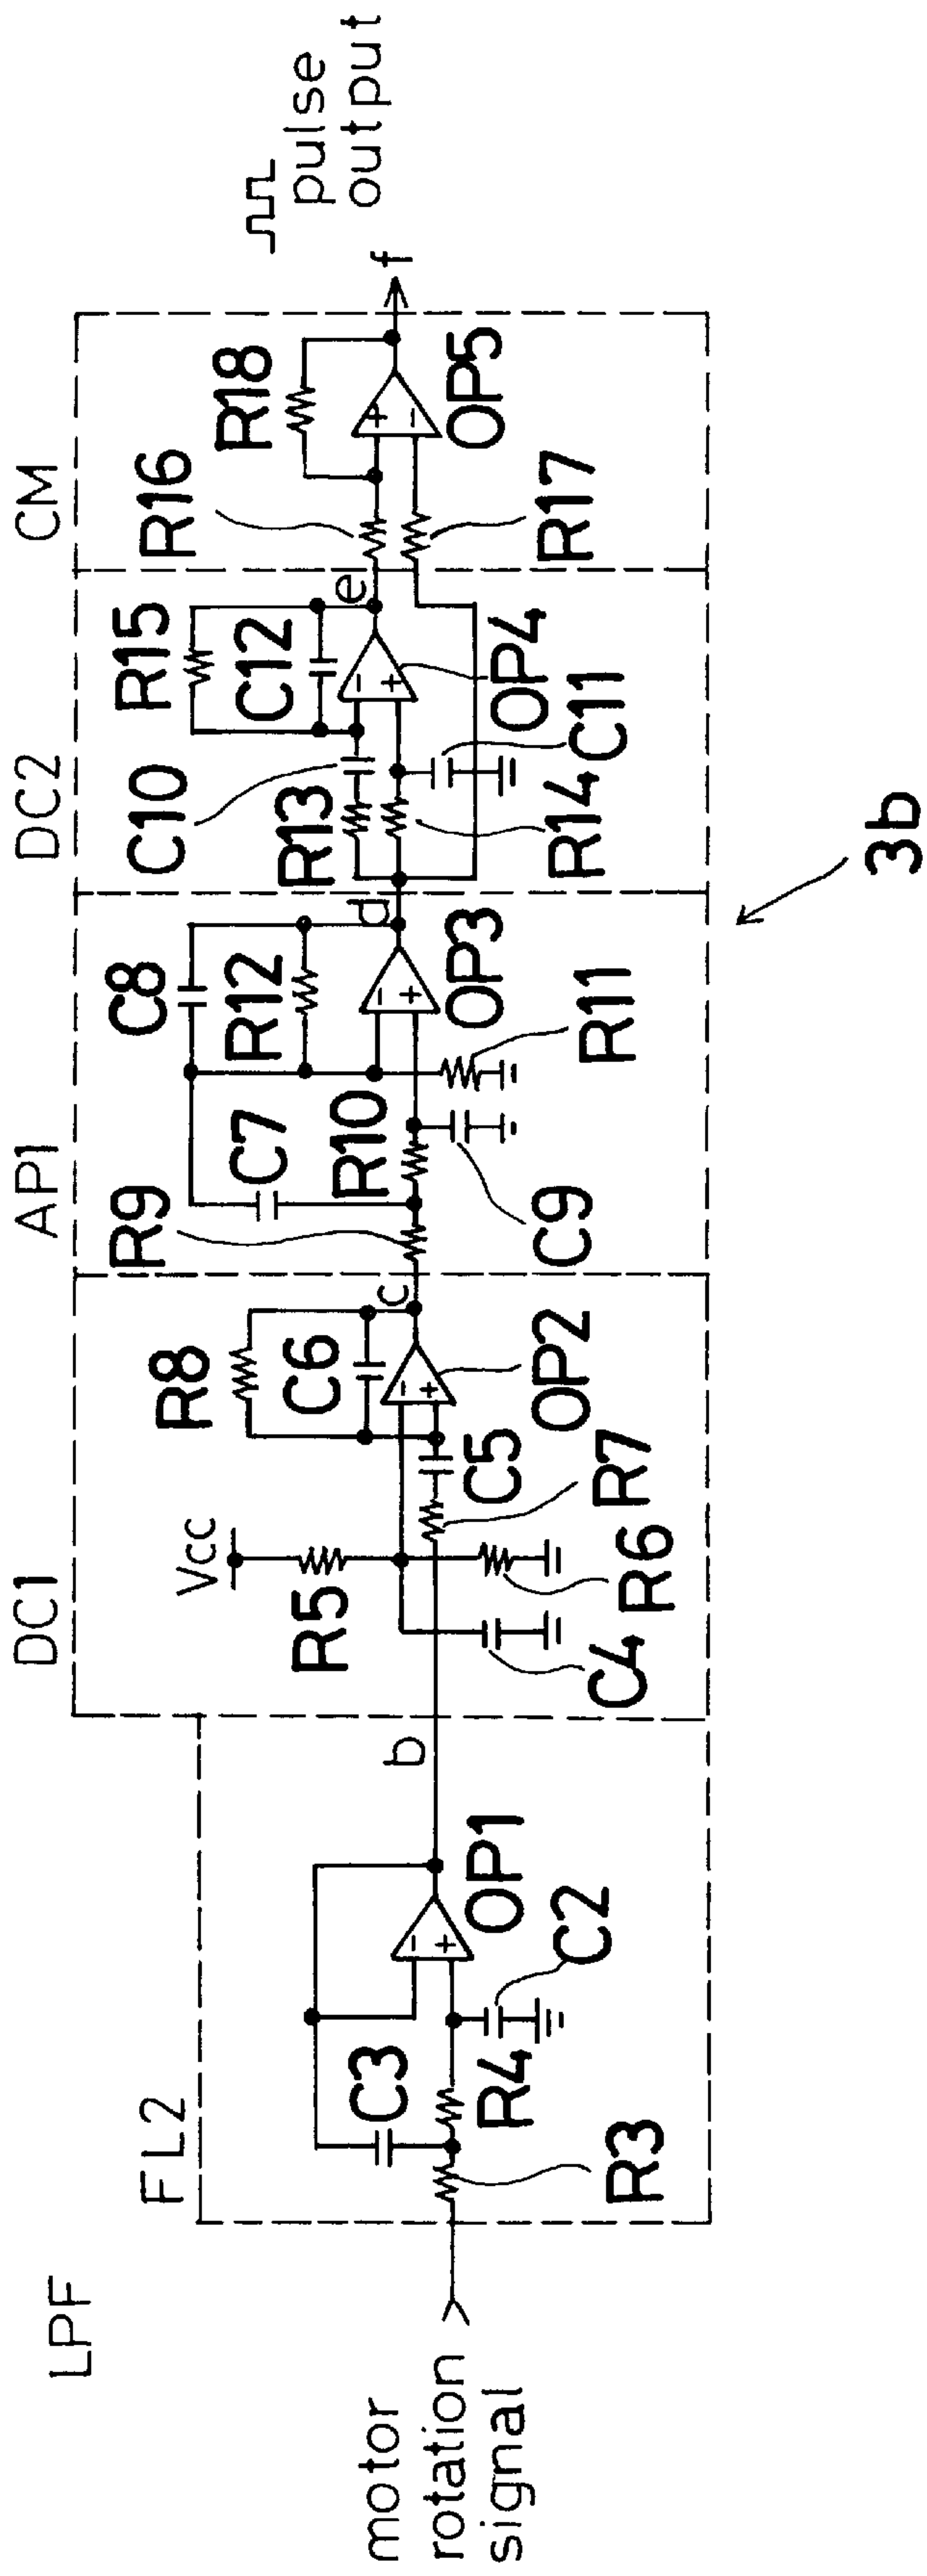 LPF
FL2
DC1
AP1
DC2
CM
motor
rotation
signal
R3
C3
R4
C2
OP1
b
Vcc
R5
C4
R6
R7
C5
R8
C6
OP2
c
R9
C7
R10
C9
C8
R12
R11
OP3
d
C10
R13
R14
C11
R15
C12
OP4
e
R16
R17
R18
OP5
f
pulse
output
3b
- +
- +
- +
- +
+ -